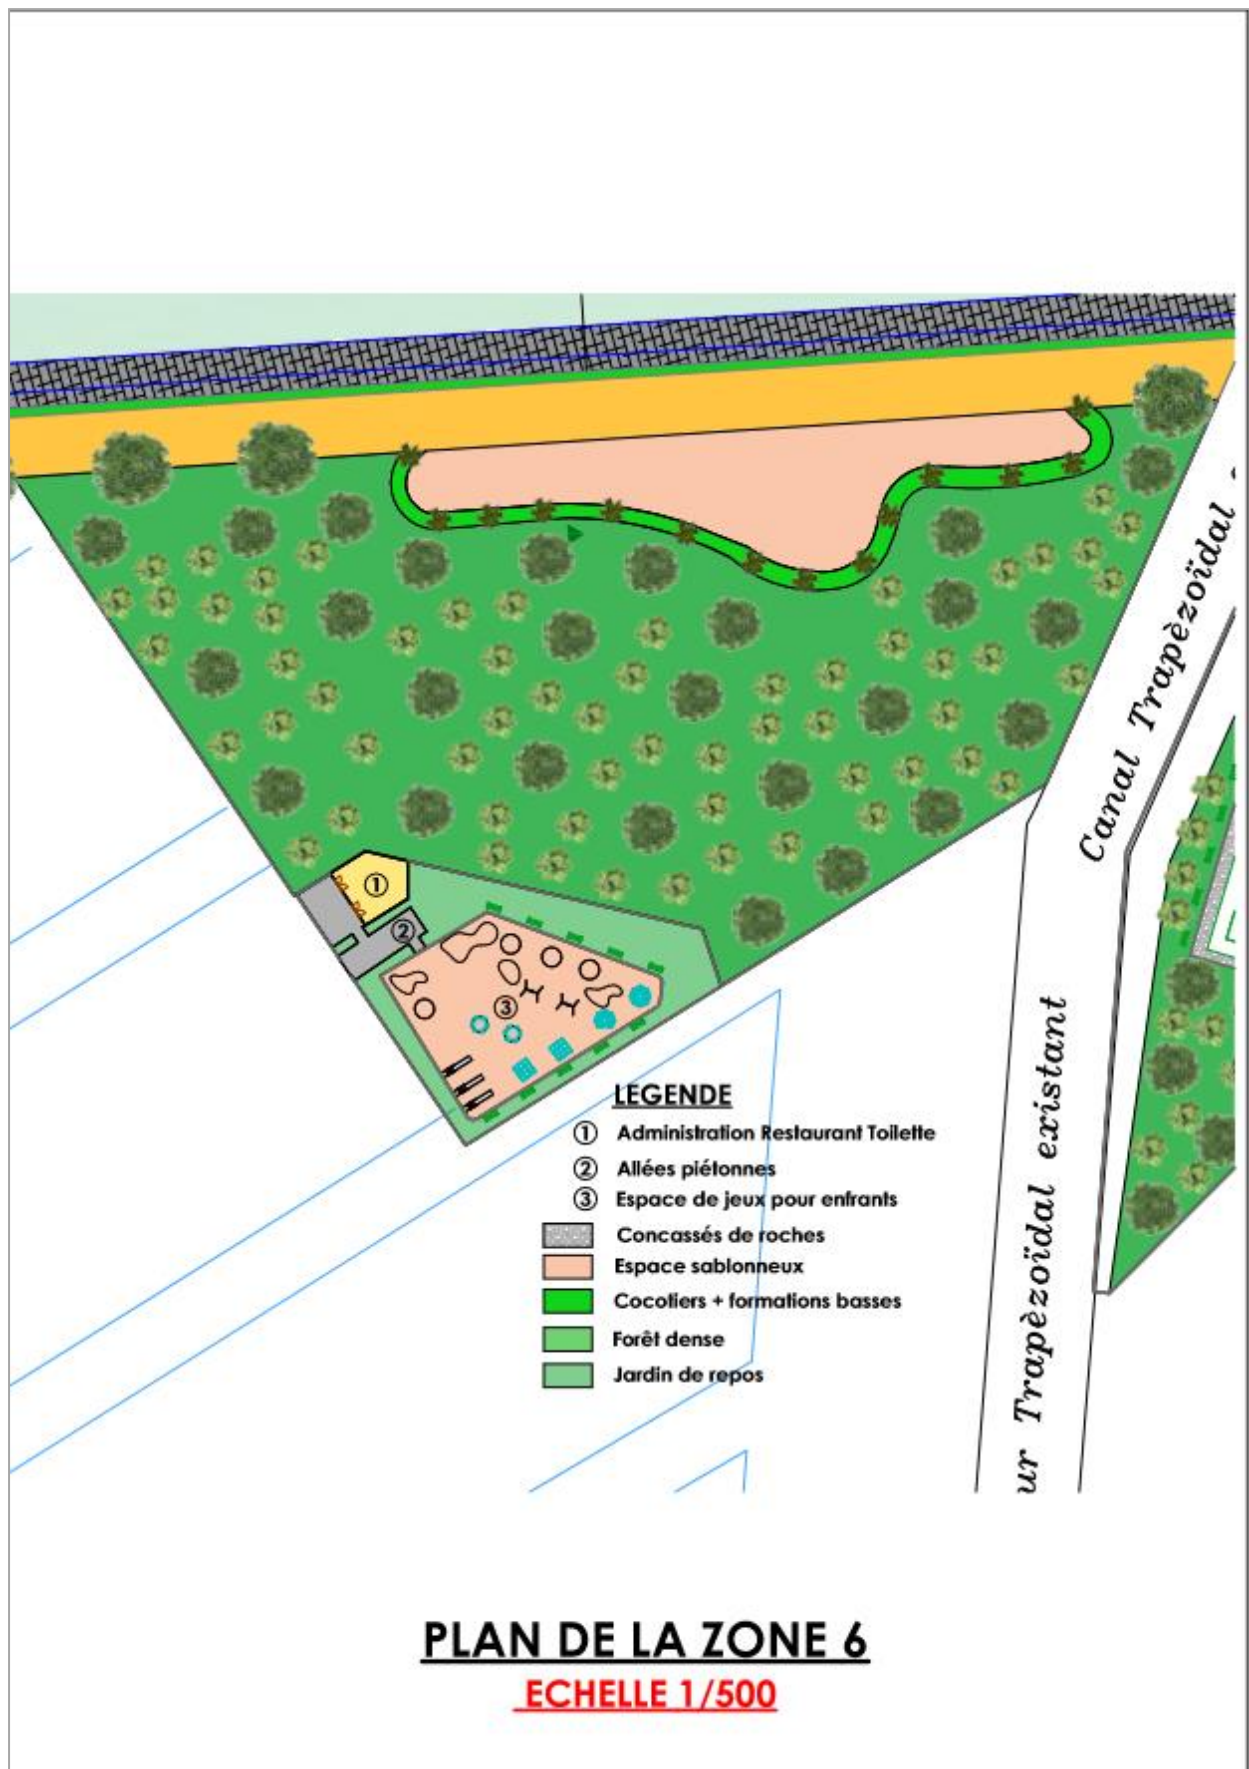 Canal Trapèzoïdal
ur Trapèzoïdal existant
1
2
3
LEGENDE
1 Administration Restaurant Toilette
2 Allées piétonnes
3 Espace de jeux pour enfrants
Concassés de roches
Espace sablonneux
Cocotiers + formations basses
Forêt dense
Jardin de repos
PLAN DE LA ZONE 6
ECHELLE 1/500